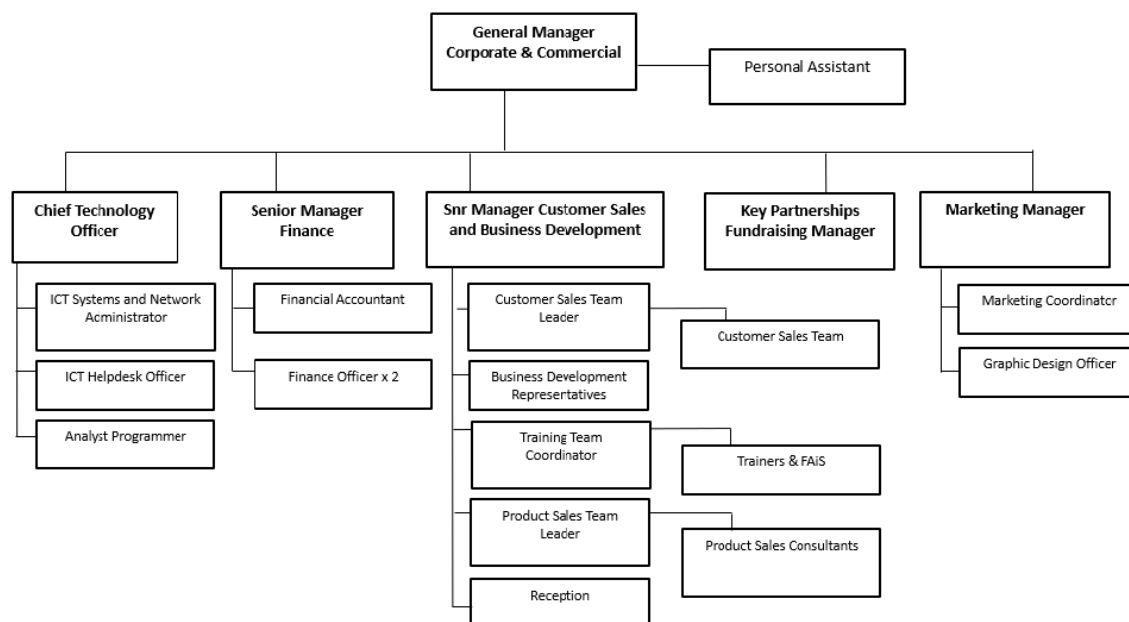 General Manager
Corporate & Commercial
Personal Assistant
Chief Technology
Officer
Senior Manager
Finance
Snr Manager Customer Sales
and Business Development
Key Partnerships
Fundraising Manager
Marketing Manager
ICT Systems and Network
Administrator
ICT Helpdesk Officer
Analyst Programmer
Financial Accountant
Finance Officer x 2
Customer Sales Team
Leader
Customer Sales Team
Business Development
Representatives
Training Team
Coordinator
Trainers & FAiS
Product Sales Team
Leader
Product Sales Consultants
Reception
Marketing Coordinator
Graphic Design Officer